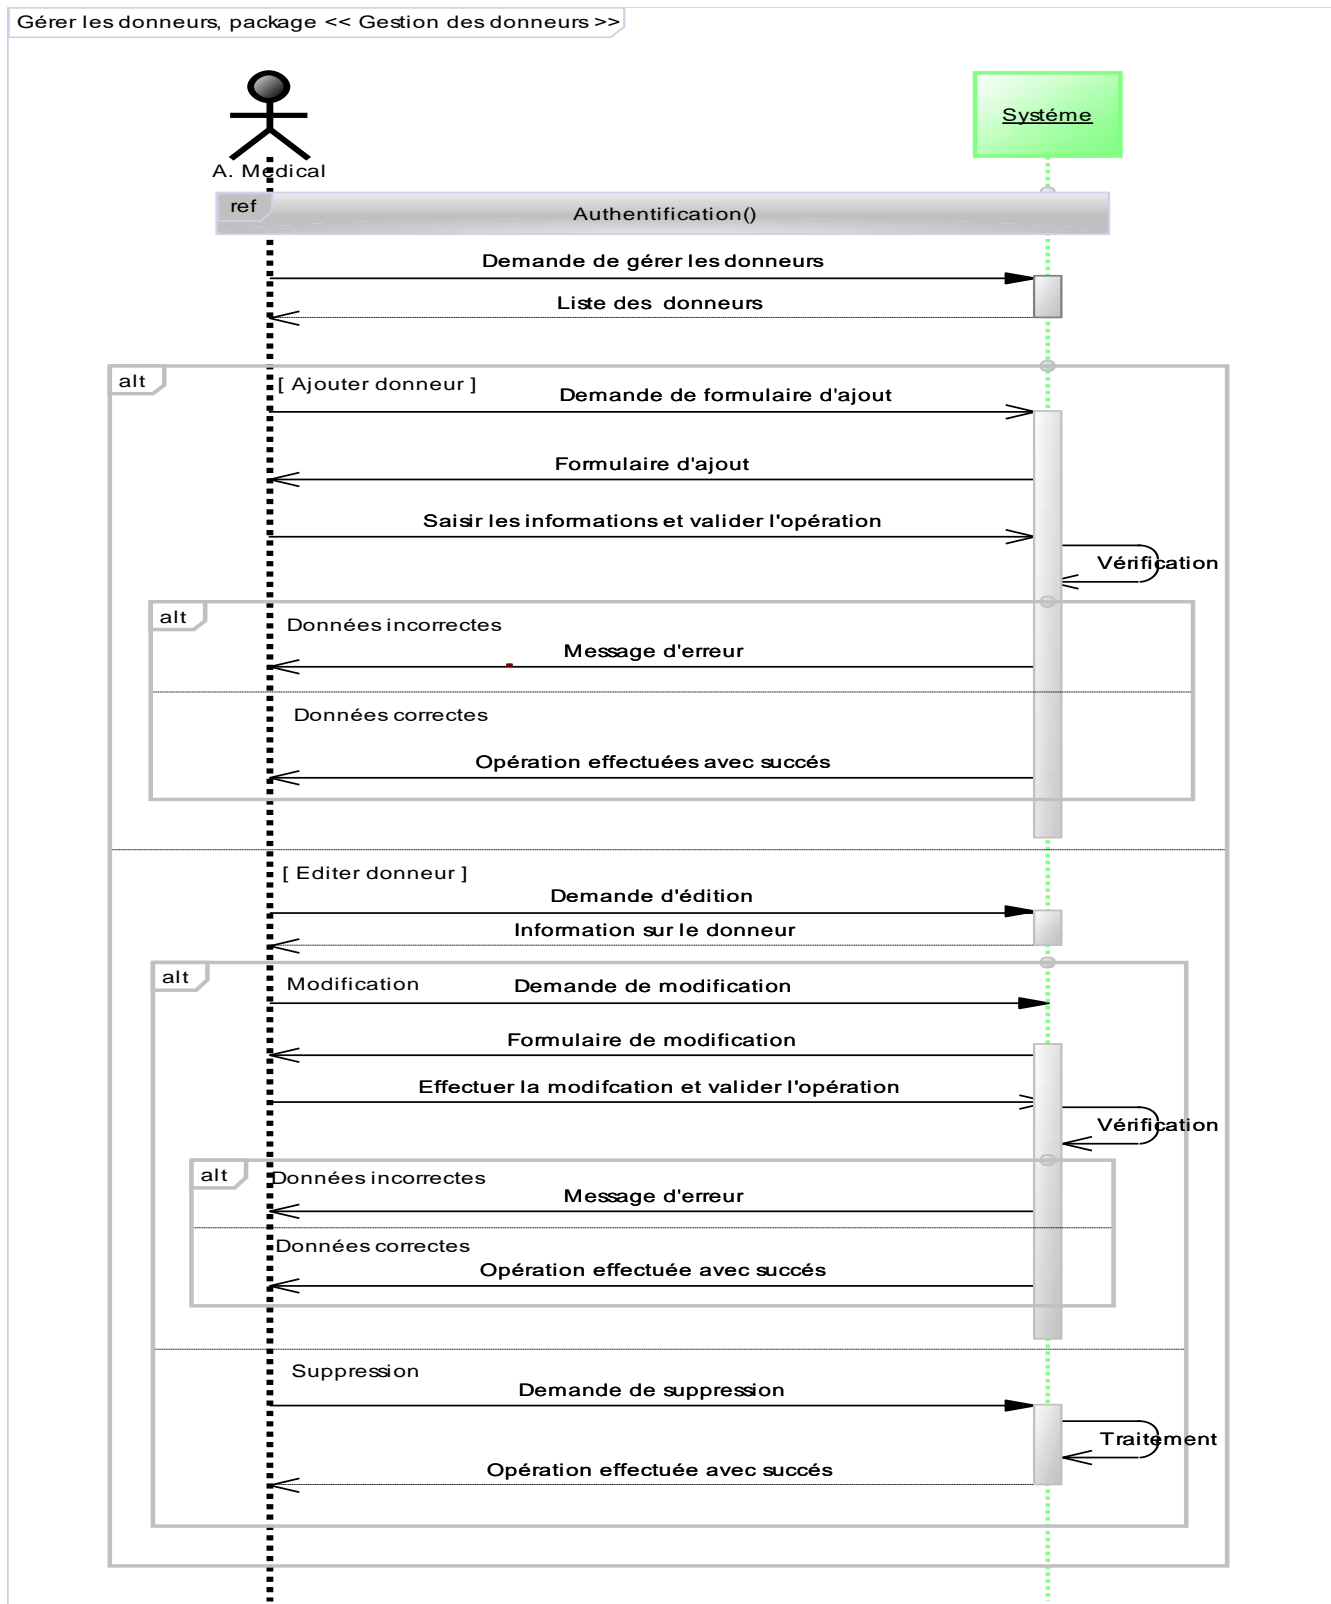 Gérer les donneurs, package << Gestion des donneurs >>
Systéme
A. Medical
ref
Authentification()
Demande de gérer les donneurs
Liste des donneurs
alt
[ Ajouter donneur ]
Demande de formulaire d'ajout
Formulaire d'ajout
Saisir les informations et valider l'opération
Vérification
alt
Données incorrectes
Message d'erreur
Données correctes
Opération effectuées avec succés
[ Editer donneur ]
Demande d'édition
Information sur le donneur
alt
Modification
Demande de modification
Formulaire de modification
Effectuer la modifcation et valider l'opération
Vérification
alt
Données incorrectes
Message d'erreur
Données correctes
Opération effectuée avec succés
Suppression
Demande de suppression
Traitement
Opération effectuée avec succés